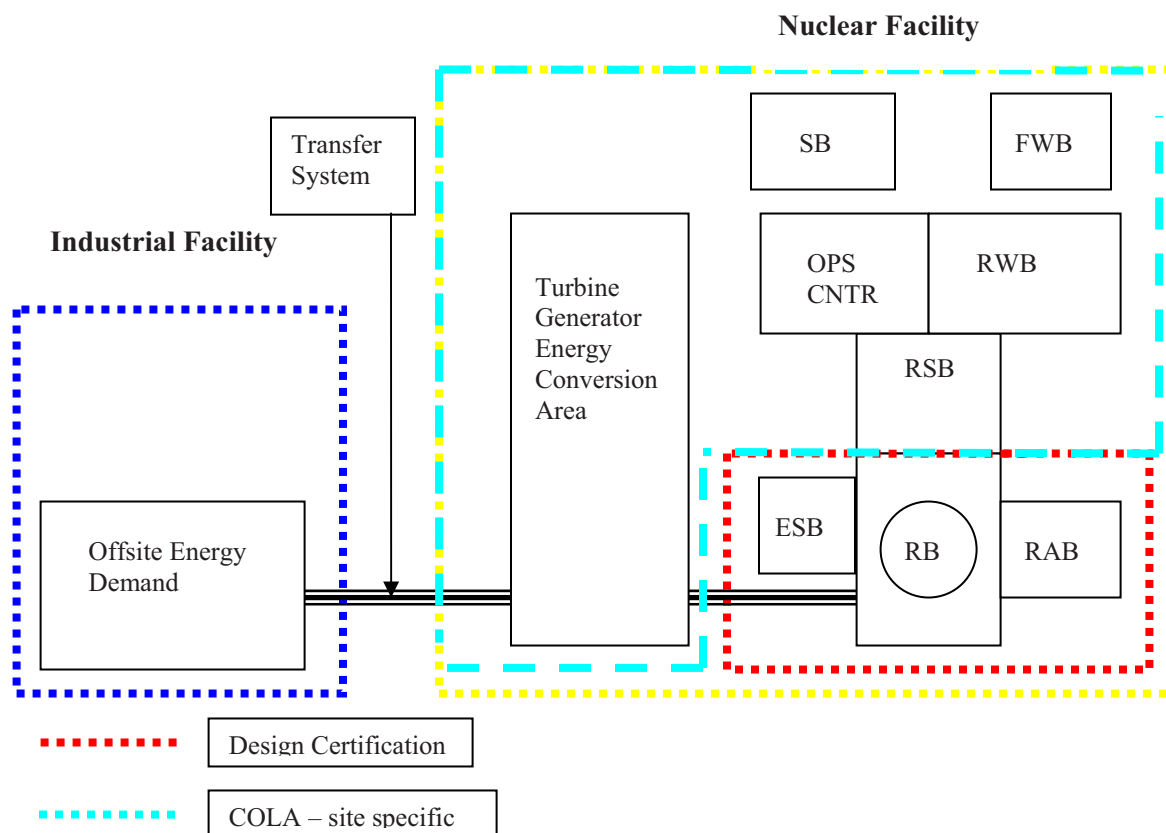 Nuclear Facility
Transfer
System
SB
FWB
Industrial Facility
OPS
CNTR
RWB
Turbine
Generator
Energy
Conversion
Area
RSB
Offsite Energy
Demand
ESB
RB
RAB
Design Certification
COLA – site specific